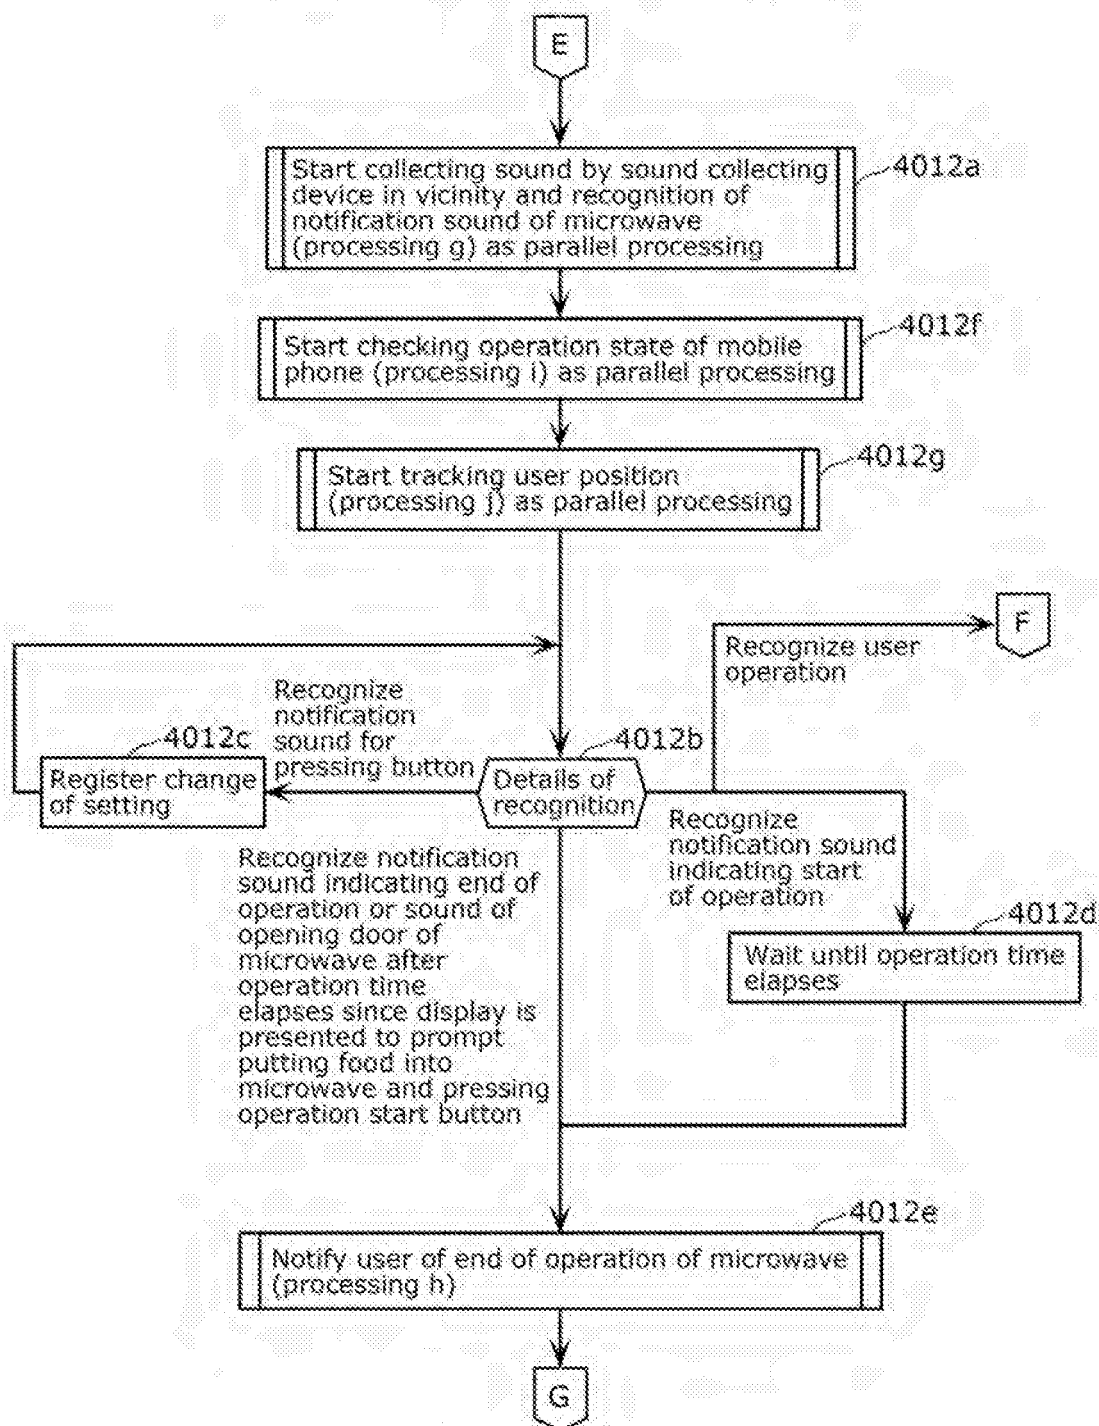 E
4012a
Start collecting sound by sound collecting
device in vicinity and recognition of
notification sound of microwave
(processing g) as parallel processing
4012f
Start checking operation state of mobile
phone (processing i) as parallel processing
4012g
Start tracking user position
(processing j) as parallel processing
F
Recognize user
operation
Recognize
notification
sound for
pressing button
4012c
Register change
of setting
4012b
Details of
recognition
Recognize
notification sound
indicating start
of operation
4012d
Wait until operation time
elapses
Recognize notification
sound indicating end of
operation or sound of
opening door of
microwave after
operation time
elapses since display is
presented to prompt
putting food into
microwave and pressing
operation start button
4012e
Notify user of end of operation of microwave
(processing h)
G